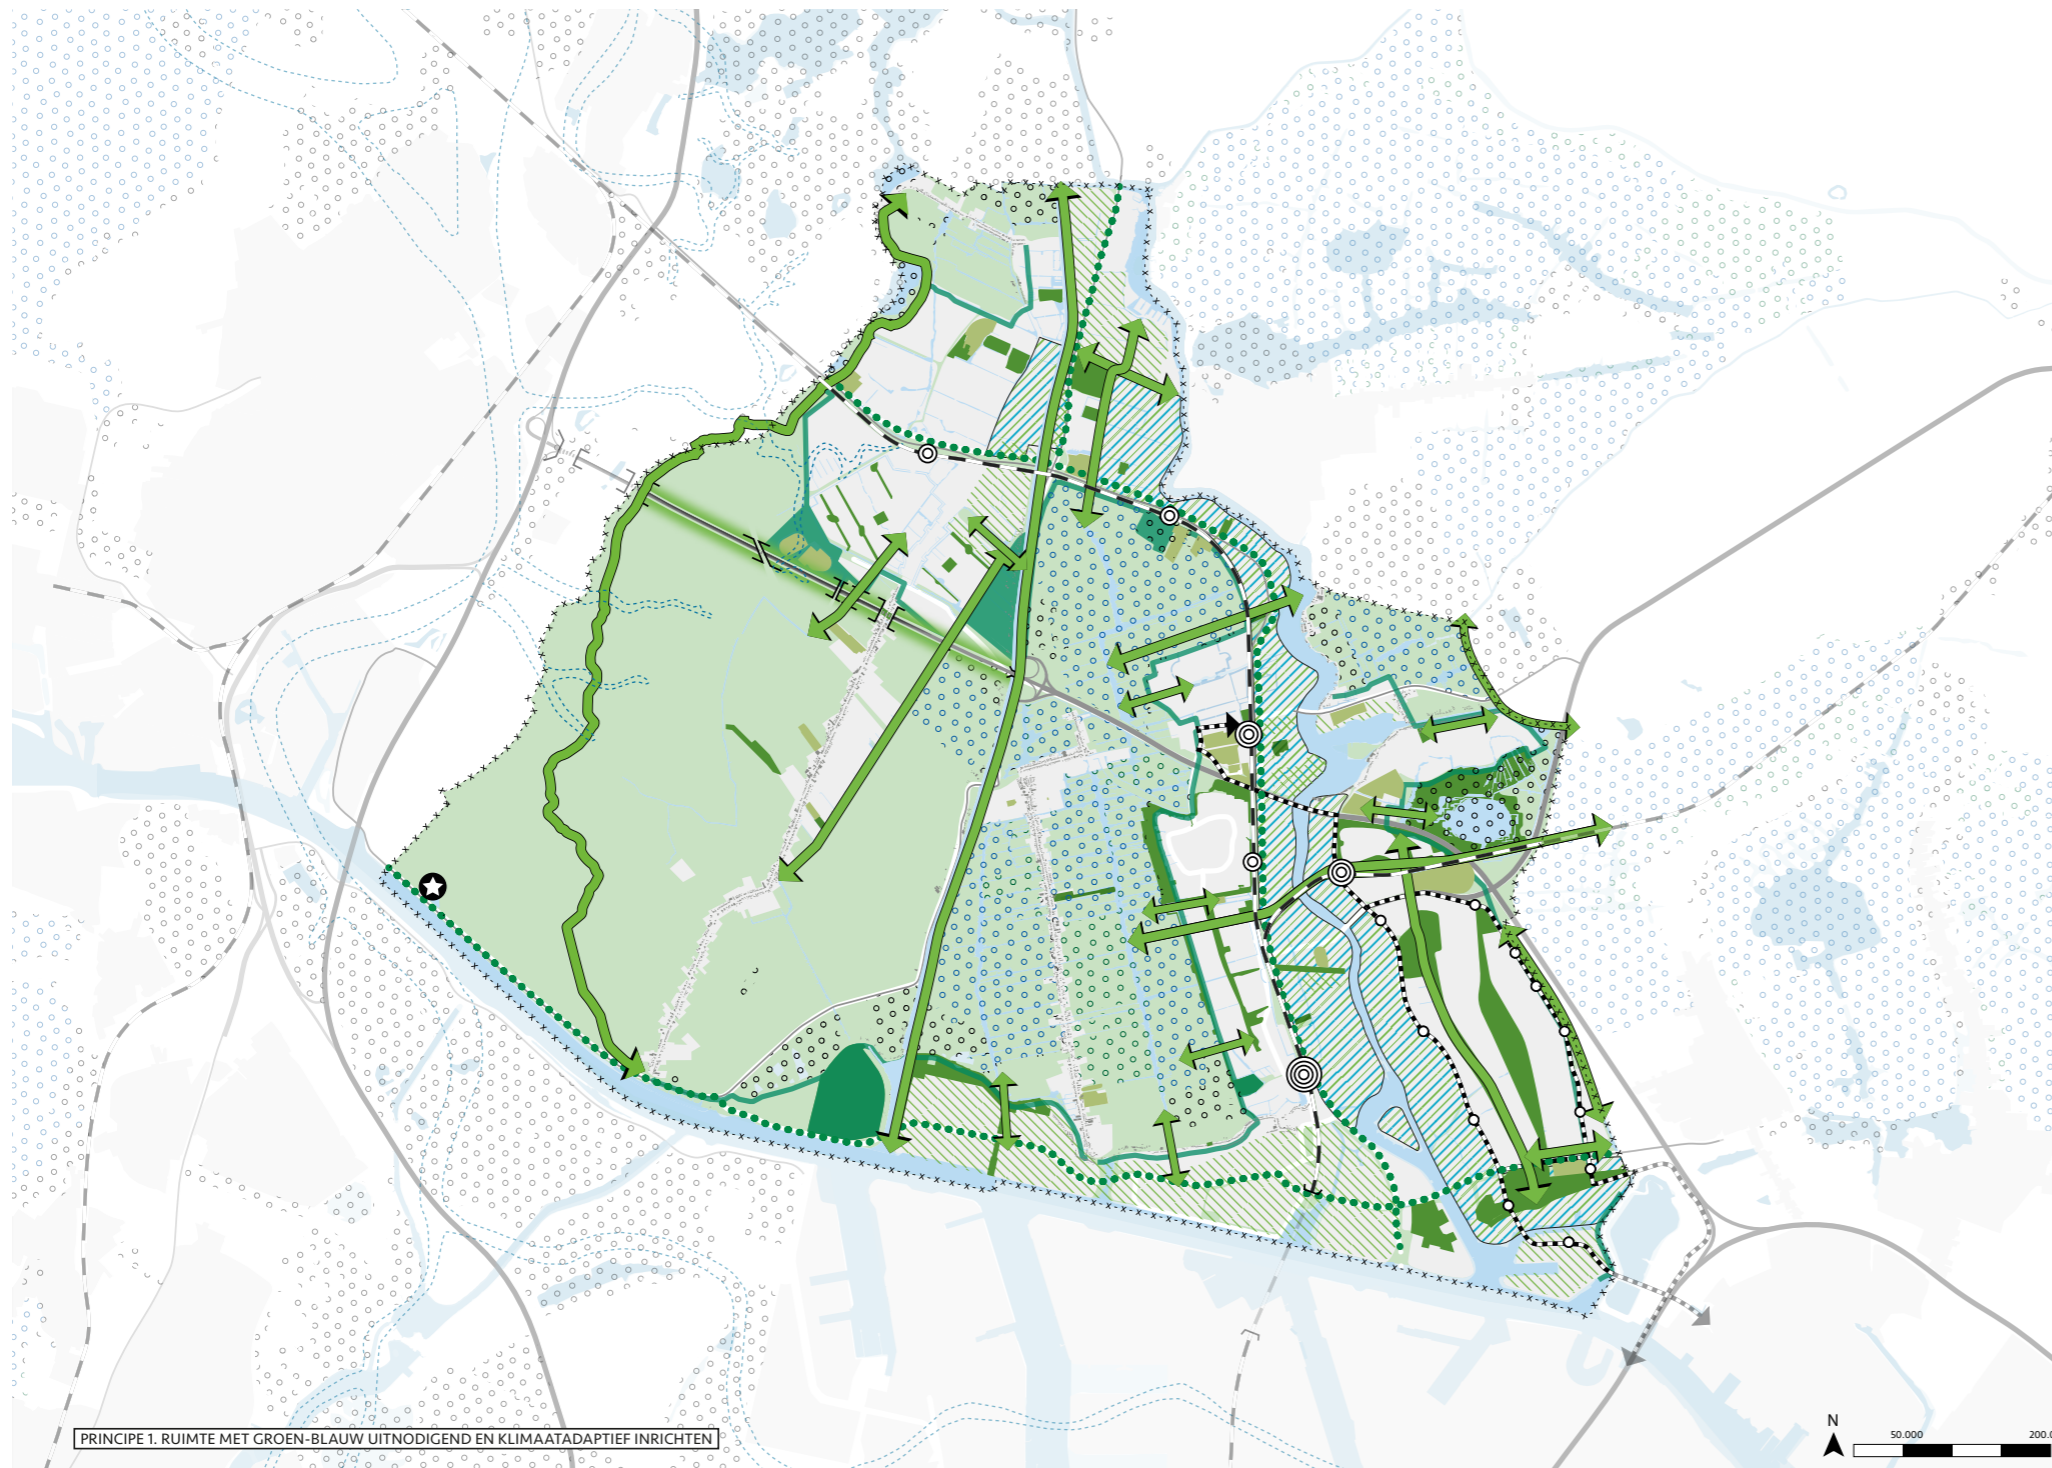 PRINCIPE 1. RUIMTE MET GROEN-BLAUW UITNODIGEND EN KLIMAATADAPTIEF INRICHTEN
N
50.000